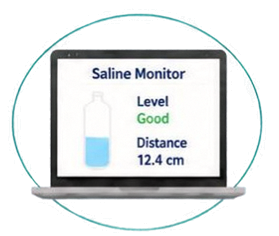 Saline Monitor
Level
Good
Distance
12.4 cm